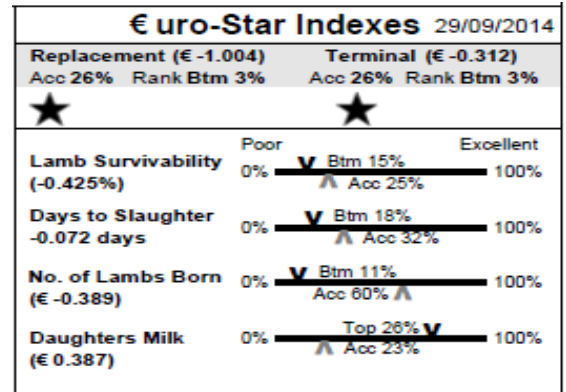 € uro-Star Indexes 29/09/2014
Replacement (€ -1.004) Terminal (€ -0.312)
Acc 26% Rank Btm 3% Acc 26% Rank Btm 3%
Poor Excellent
Lamb Survivability 0% Btm 15% 100%
(-0.425%) Acc 25%
Days to Slaughter 0% Btm 18% 100%
-0.072 days Acc 32%
No. of Lambs Born 0% Btm 11% 100%
(€ -0.389) Acc 60%
Daughters Milk 0% Top 26% 100%
(€ 0.387) Acc 23%